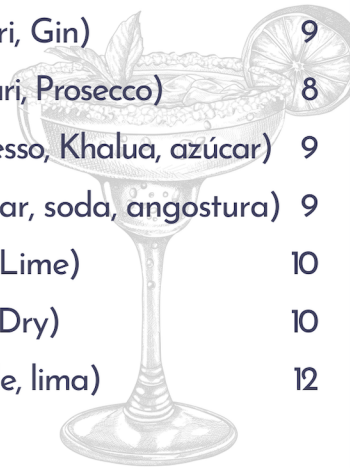 ri, Gin) 9
ari, Prosecco) 8
esso, Khalua, azúcar) 9
ar, soda, angostura) 9
Lime) 10
Dry) 10
e, lima) 12